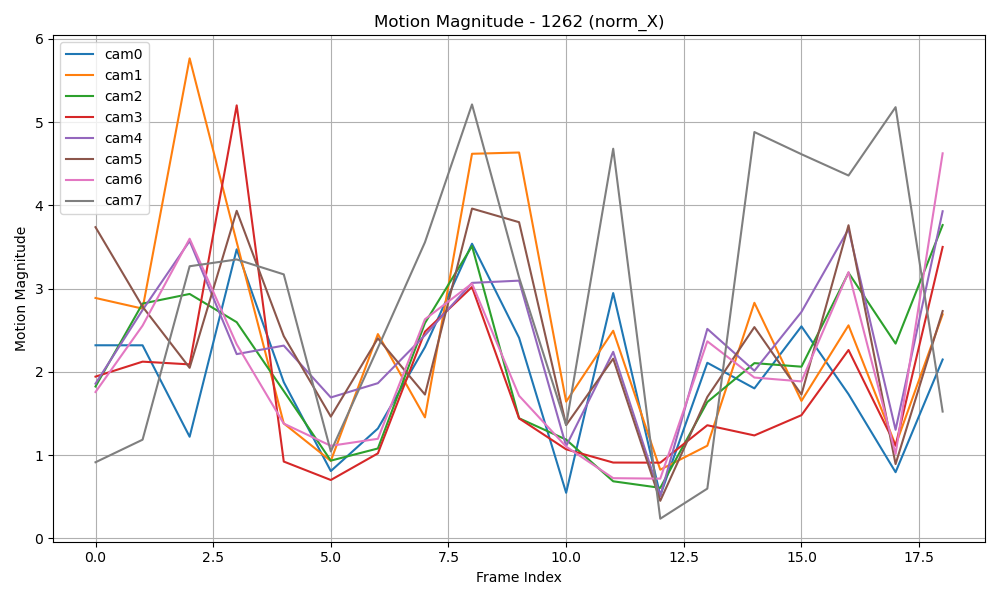 Motion Magnitude - 1262 (norm_X)
6
5
4
3
2
1
0
Motion Magnitude
cam0
cam1
cam2
cam3
cam4
cam5
cam6
cam7
0.0 2.5 5.0 7.5 10.0 12.5 15.0 17.5
Frame Index